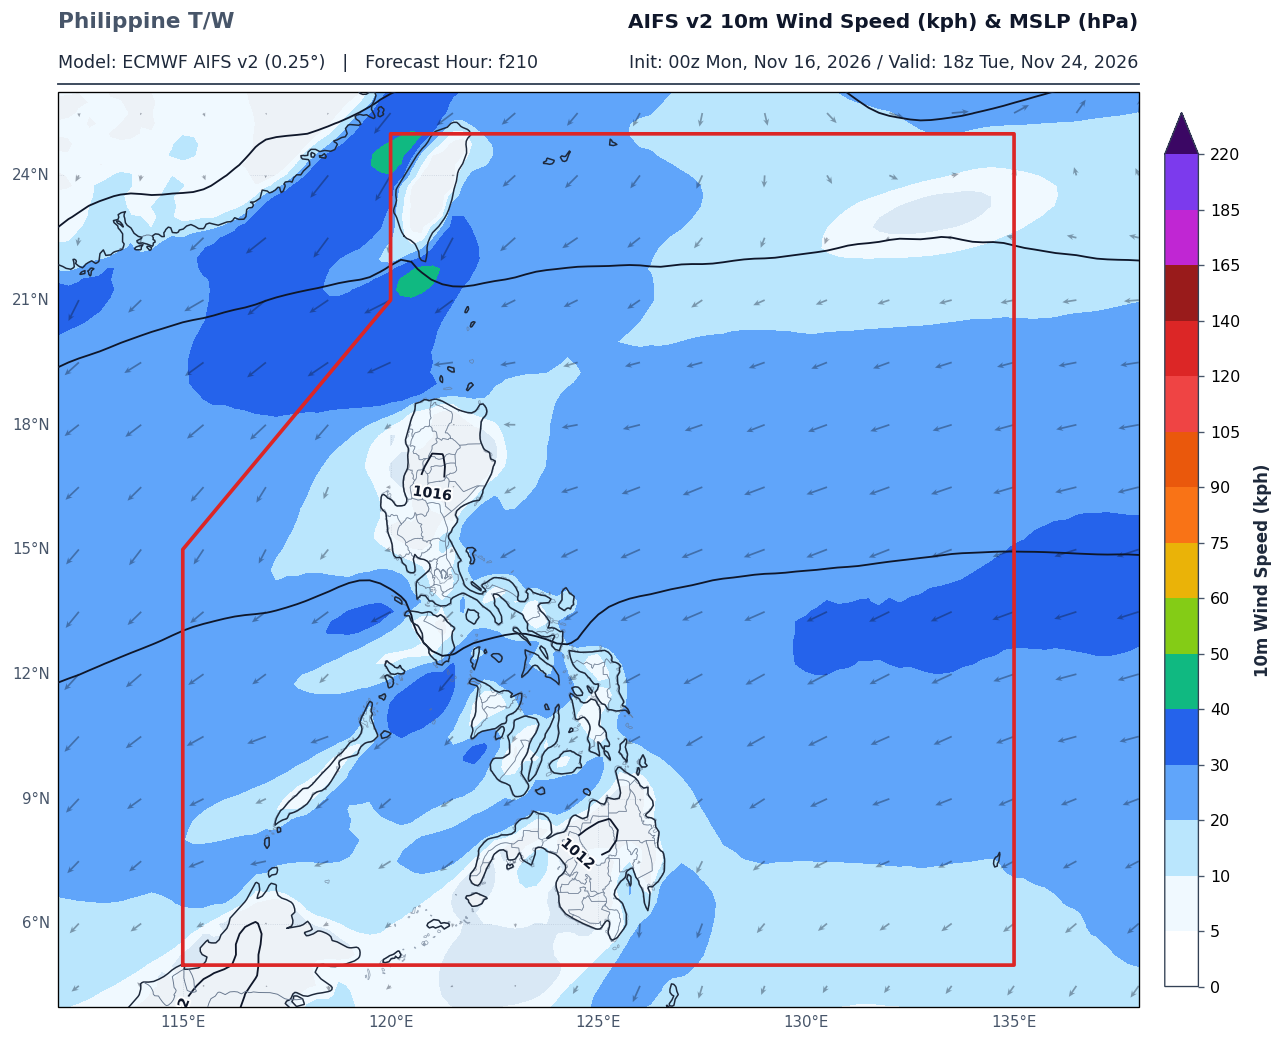 Philippine T/W
AIFS v2 10m Wind Speed (kph) & MSLP (hPa)
Model: ECMWF AIFS v2 (0.25°) | Forecast Hour: f210
Init: 00z Mon, Nov 16, 2026 / Valid: 18z Tue, Nov 24, 2026
24°N
21°N
18°N
15°N
12°N
9°N
6°N
115°E
120°E
125°E
130°E
135°E
1016
1012
2
220
185
165
140
120
105
90
75
60
50
40
30
20
10
5
0
10m Wind Speed (kph)